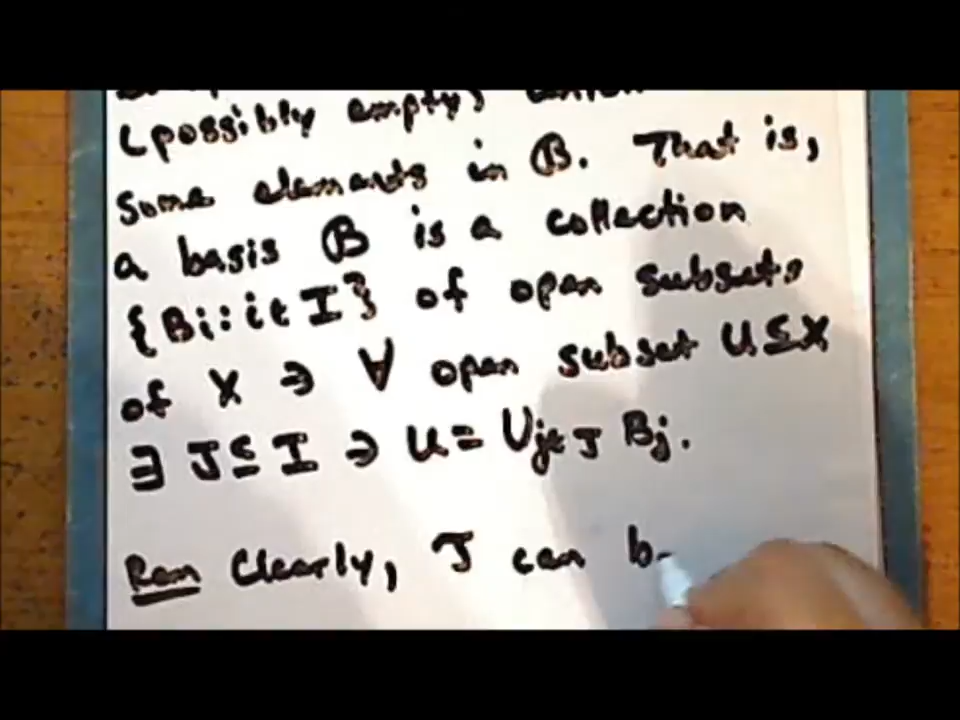 (possibly empty)
some elements in B. That is,
a basis B is a collection
{Bi: i ∈ I} of open subsets
of X ∋ ∀ open subset U ⊆ X
∃ J ⊆ I ∋ U = ∪j∈J Bj.
Rem Clearly, J can b